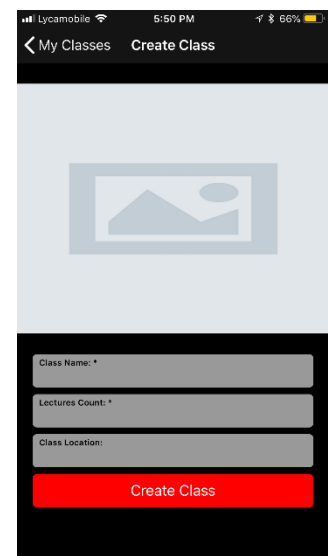 Lycamobile 5:50 PM 66%
My Classes Create Class
Class Name: *
Lectures Count: *
Class Location:
Create Class